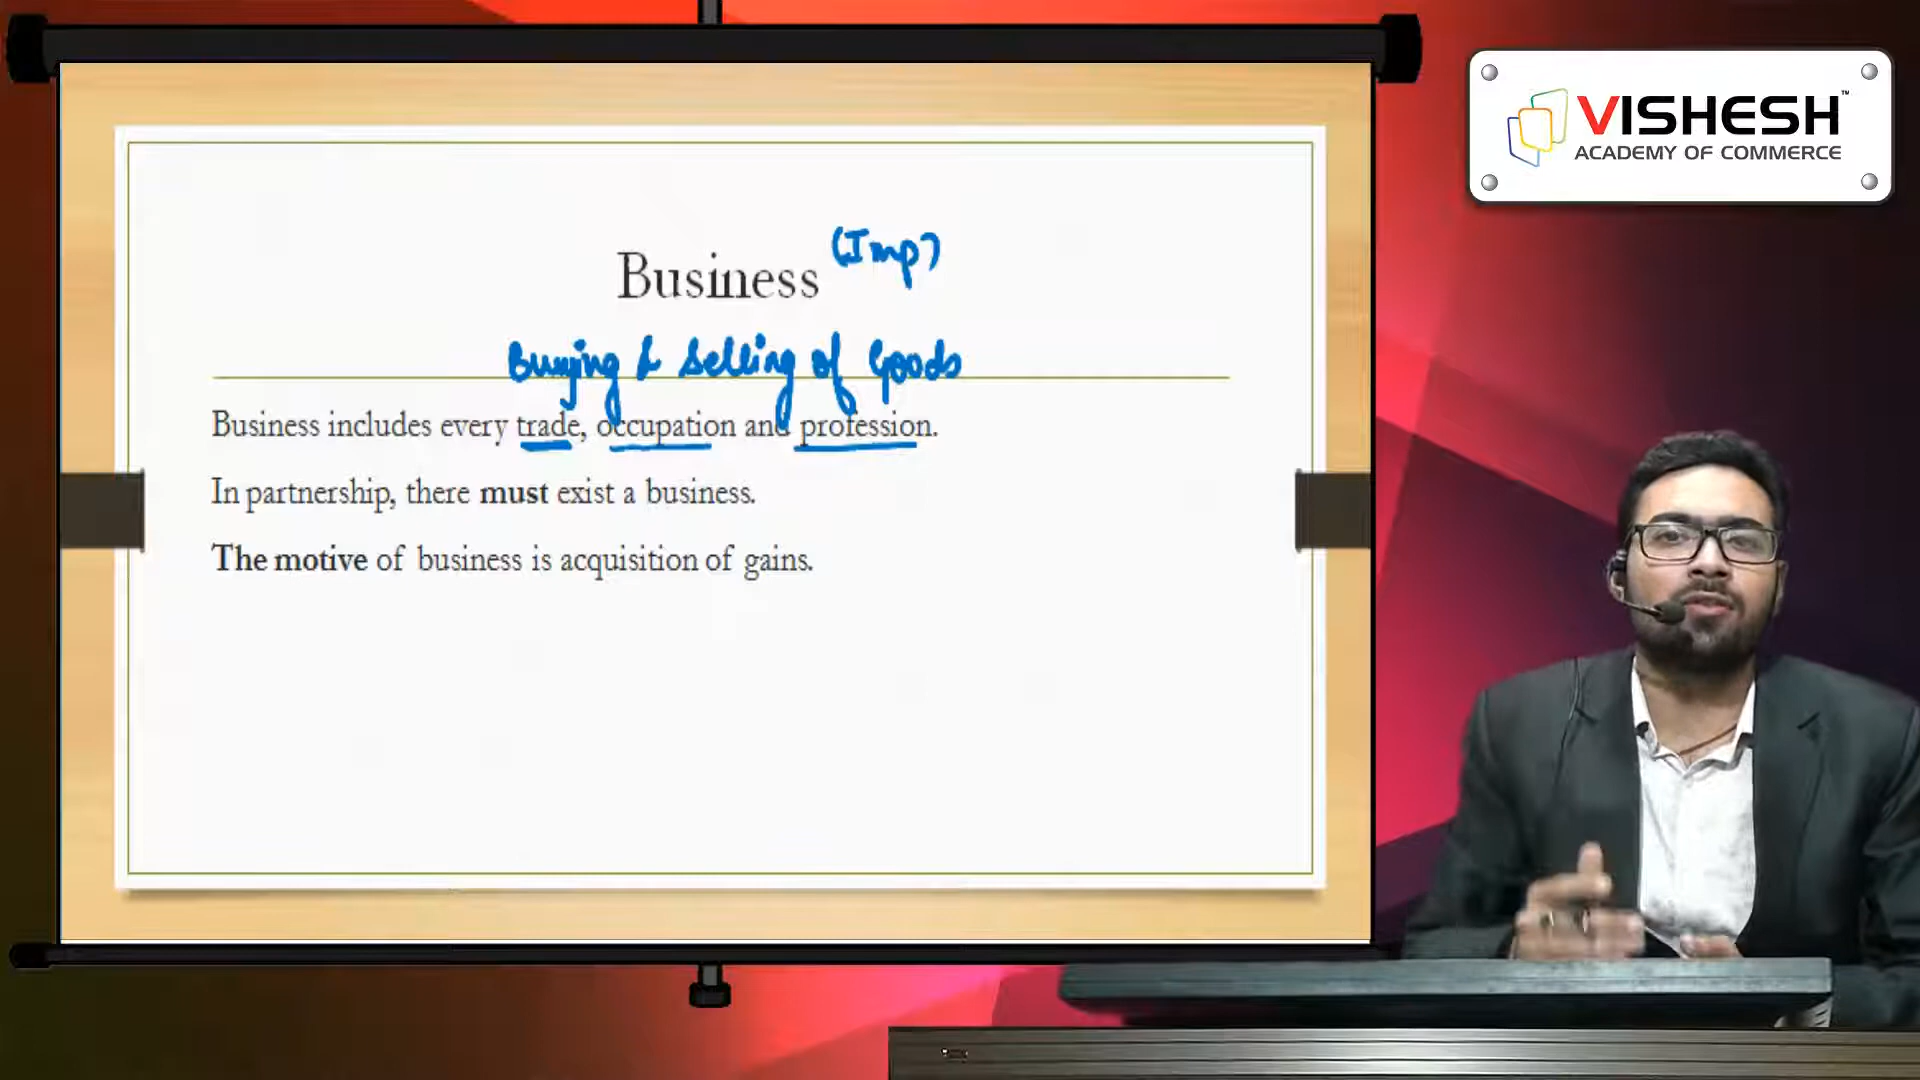 Business (Imp)
Buying & Selling of Goods
Business includes every trade, occupation and profession.
In partnership, there must exist a business.
The motive of business is acquisition of gains.
VISHESH™
ACADEMY OF COMMERCE